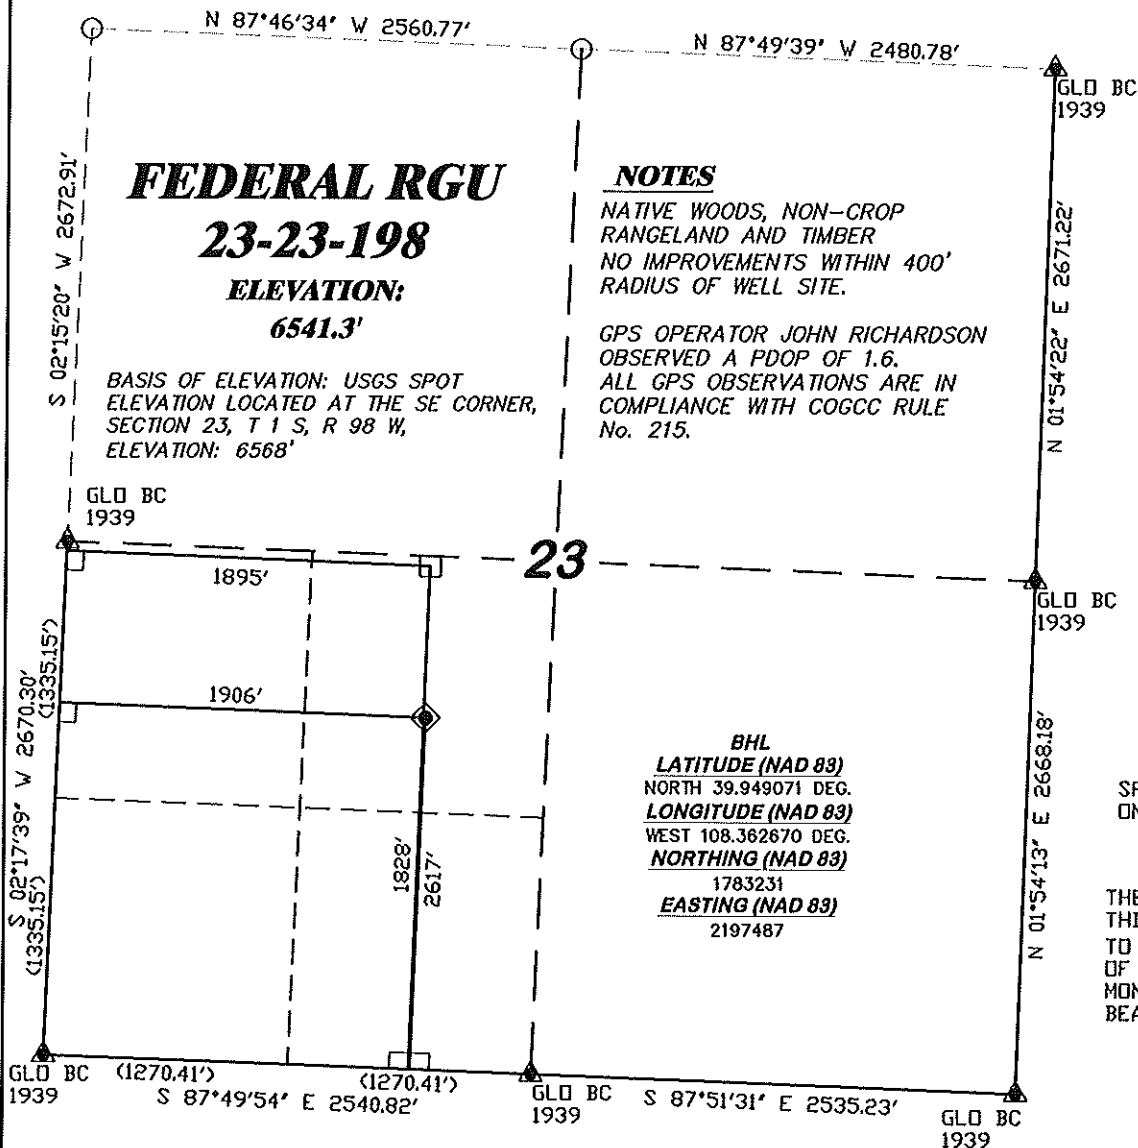 N 87°46'34" W 2560.77'
N 87°49'39" W 2480.78'
GLO BC
1939
FEDERAL RGU
23-23-198
ELEVATION:
6541.3'
BASIS OF ELEVATION: USGS SPOT
ELEVATION LOCATED AT THE SE CORNER,
SECTION 23, T 1 S, R 98 W,
ELEVATION: 6568'
NOTES
NATIVE WOODS, NON-CROP
RANGELAND AND TIMBER
NO IMPROVEMENTS WITHIN 400'
RADIUS OF WELL SITE.
GPS OPERATOR JOHN RICHARDSON
OBSERVED A PDOP OF 1.6.
ALL GPS OBSERVATIONS ARE IN
COMPLIANCE WITH COGCC RULE
No. 215.
S 02°15'20" W 2672.91'
N 01°54'22" E 2671.22'
GLO BC
1939
23
GLO BC
1939
1895'
1906'
(1335.15')
S 02°17'39" W 2670.30'
(1335.15')
1828'
2617'
BHL
LATITUDE (NAD 83)
NORTH 39.949071 DEG.
LONGITUDE (NAD 83)
WEST 108.362670 DEG.
NORTHING (NAD 83)
1783231
EASTING (NAD 83)
2197487
N 01°54'13" E 2668.18'
ON
THE
TO
OF
GLO BC
1939
(1270.41')
(1270.41')
S 87°49'54" E 2540.82'
GLO BC
1939
S 87°51'31" E 2535.23'
GLO BC
1939